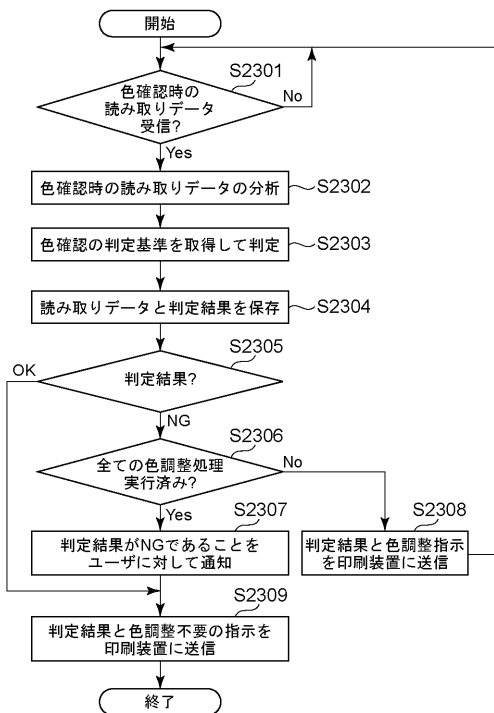 開始
S2301
色確認時の
読み取りデータ
受信?
No
Yes
色確認時の読み取りデータの分析
S2302
色確認の判定基準を取得して判定
S2303
読み取りデータと判定結果を保存
S2304
S2305
OK
判定結果?
NG
S2306
全ての色調整処理
実行済み?
No
Yes
S2307
判定結果がNGであることを
ユーザに対して通知
S2308
判定結果と色調整指示
を印刷装置に送信
S2309
判定結果と色調整不要の指示を
印刷装置に送信
終了